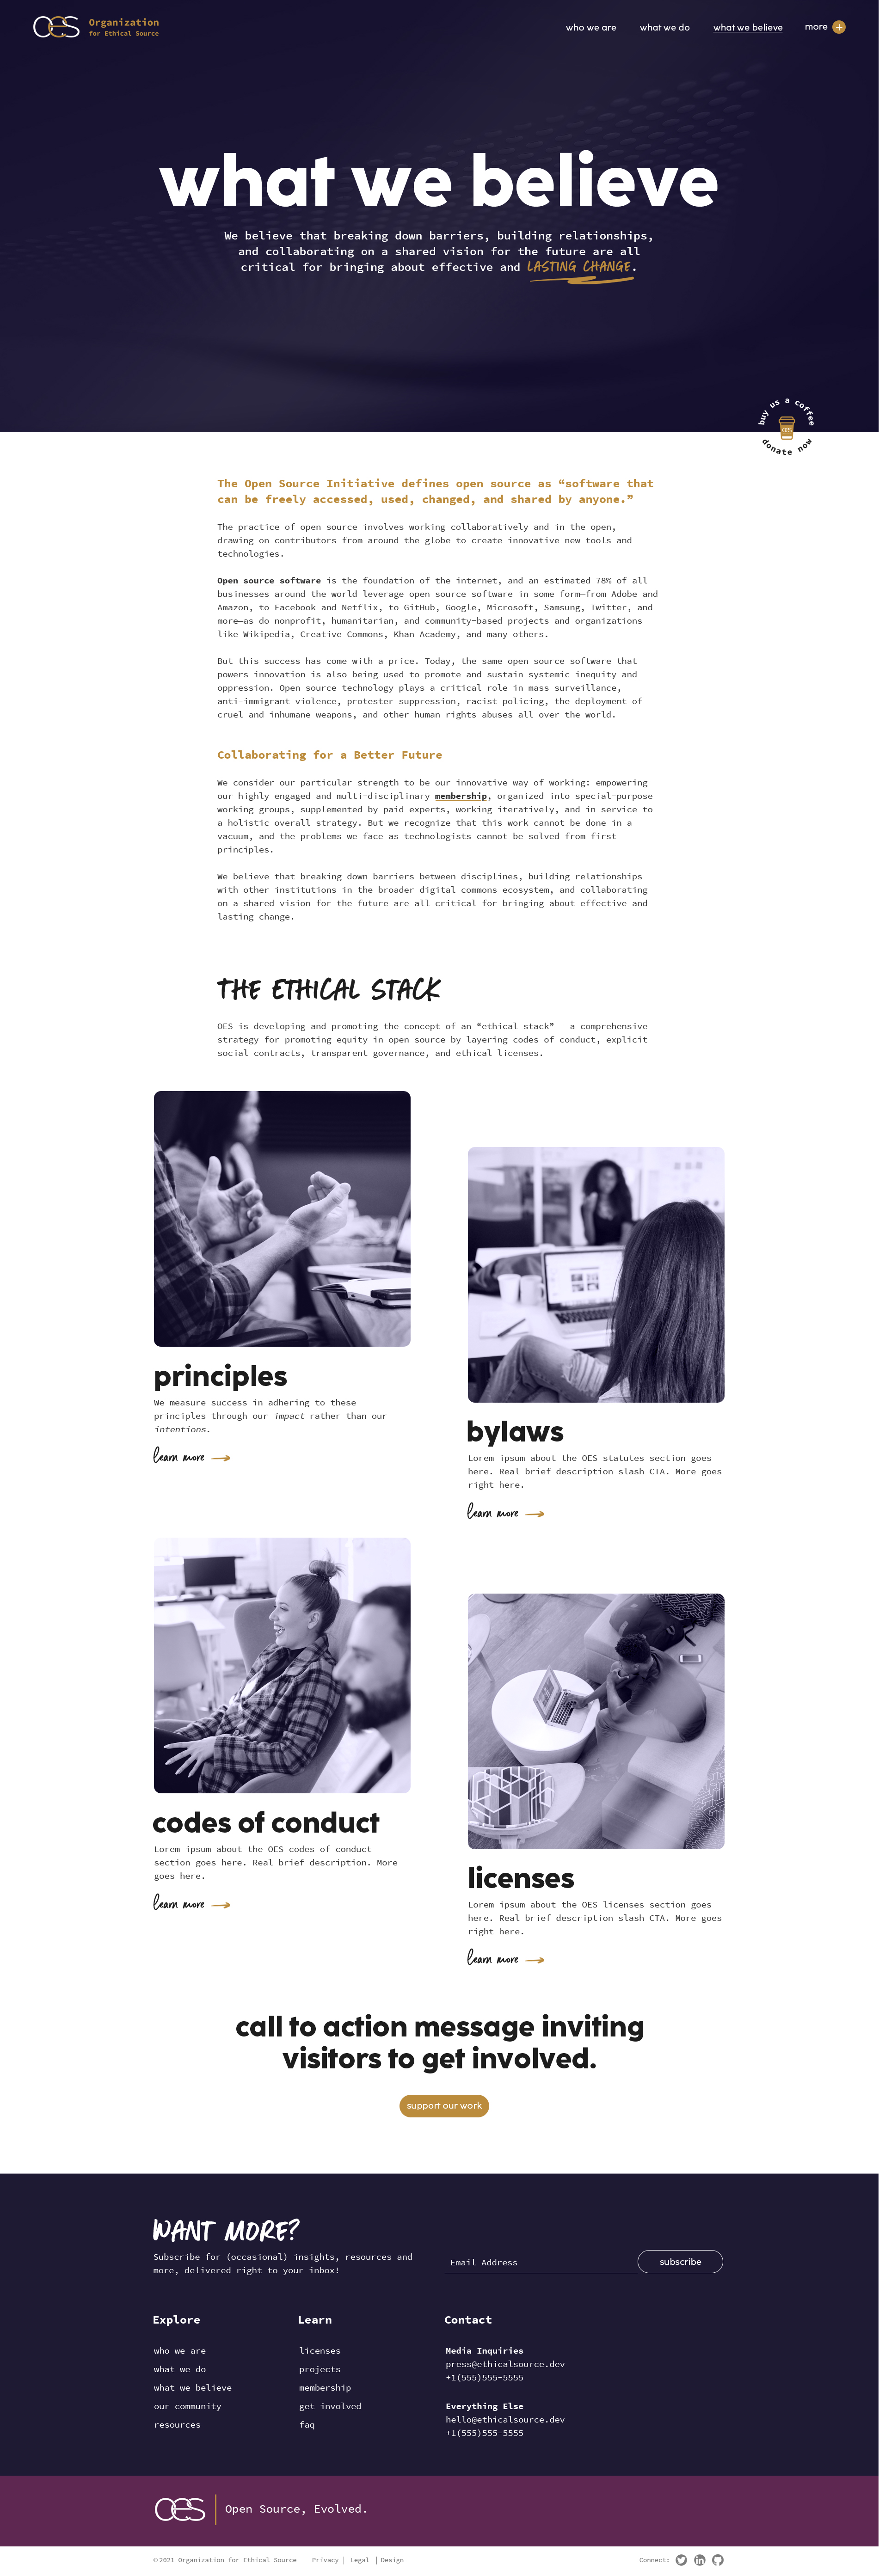 OES Organization
for Ethical Source
who we are what we do what we believe more +
what we believe
We believe that breaking down barriers, building relationships,
and collaborating on a shared vision for the future are all
critical for bringing about effective and LASTING CHANGE.
buy us a coffee
donate now
OES
The Open Source Initiative defines open source as “software that
can be freely accessed, used, changed, and shared by anyone.”
The practice of open source involves working collaboratively and in the open,
drawing on contributors from around the globe to create innovative new tools and
technologies.
Open source software is the foundation of the internet, and an estimated 78% of all
businesses around the world leverage open source software in some form—from Adobe and
Amazon, to Facebook and Netflix, to GitHub, Google, Microsoft, Samsung, Twitter, and
more—as do nonprofit, humanitarian, and community-based projects and organizations
like Wikipedia, Creative Commons, Khan Academy, and many others.
But this success has come with a price. Today, the same open source software that
powers innovation is also being used to promote and sustain systemic inequity and
oppression. Open source technology plays a critical role in mass surveillance,
anti-immigrant violence, protester suppression, racist policing, the deployment of
cruel and inhumane weapons, and other human rights abuses all over the world.
Collaborating for a Better Future
We consider our particular strength to be our innovative way of working: empowering
our highly engaged and multi-disciplinary membership, organized into special-purpose
working groups, supplemented by paid experts, working iteratively, and in service to
a holistic overall strategy. But we recognize that this work cannot be done in a
vacuum, and the problems we face as technologists cannot be solved from first
principles.
We believe that breaking down barriers between disciplines, building relationships
with other institutions in the broader digital commons ecosystem, and collaborating
on a shared vision for the future are all critical for bringing about effective and
lasting change.
THE ETHICAL STACK
OES is developing and promoting the concept of an “ethical stack” — a comprehensive
strategy for promoting equity in open source by layering codes of conduct, explicit
social contracts, transparent governance, and ethical licenses.
principles
We measure success in adhering to these
principles through our impact rather than our
intentions.
learn more
bylaws
Lorem ipsum about the OES statutes section goes
here. Real brief description slash CTA. More goes
right here.
learn more
codes of conduct
Lorem ipsum about the OES codes of conduct
section goes here. Real brief description. More
goes here.
learn more
licenses
Lorem ipsum about the OES licenses section goes
here. Real brief description slash CTA. More goes
right here.
learn more
call to action message inviting
visitors to get involved.
support our work
WANT MORE?
Subscribe for (occasional) insights, resources and
more, delivered right to your inbox!
Email Address subscribe
Explore
who we are
what we do
what we believe
our community
resources
Learn
licenses
projects
membership
get involved
faq
Contact
Media Inquiries
press@ethicalsource.dev
+1(555)555-5555
Everything Else
hello@ethicalsource.dev
+1(555)555-5555
OES Open Source, Evolved.
©2021 Organization for Ethical Source Privacy | Legal | Design Connect: